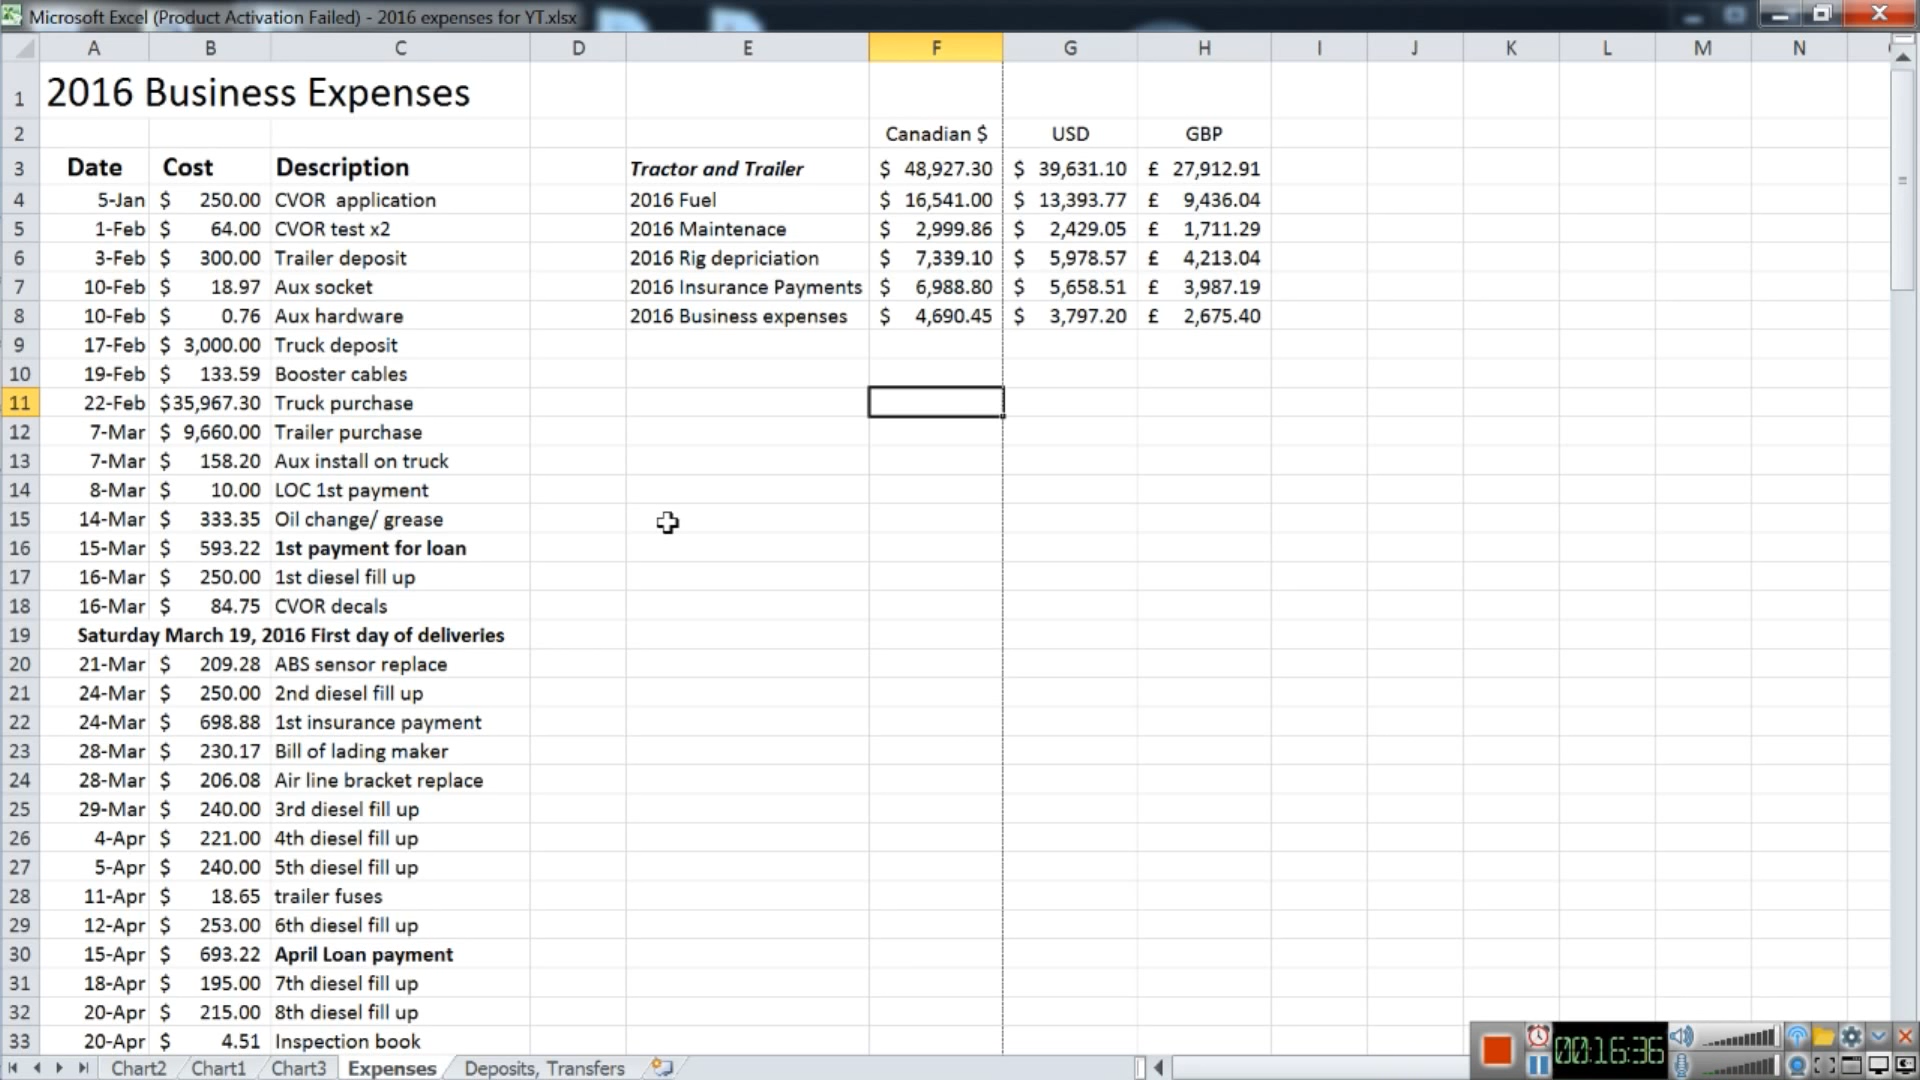 Microsoft Excel (Product Activation Failed) - 2016 expenses for YT.xlsx
A B C D E F G H I J K L M N
1 2016 Business Expenses
2 Canadian $ USD GBP
3 Date Cost Description Tractor and Trailer $ 48,927.30 $ 39,631.10 £ 27,912.91
4 5-Jan $ 250.00 CVOR application 2016 Fuel $ 16,541.00 $ 13,393.77 £ 9,436.04
5 1-Feb $ 64.00 CVOR test x2 2016 Maintenace $ 2,999.86 $ 2,429.05 £ 1,711.29
6 3-Feb $ 300.00 Trailer deposit 2016 Rig depriciation $ 7,339.10 $ 5,978.57 £ 4,213.04
7 10-Feb $ 18.97 Aux socket 2016 Insurance Payments $ 6,988.80 $ 5,658.51 £ 3,987.19
8 10-Feb $ 0.76 Aux hardware 2016 Business expenses $ 4,690.45 $ 3,797.20 £ 2,675.40
9 17-Feb $ 3,000.00 Truck deposit
10 19-Feb $ 133.59 Booster cables
11 22-Feb $35,967.30 Truck purchase
12 7-Mar $ 9,660.00 Trailer purchase
13 7-Mar $ 158.20 Aux install on truck
14 8-Mar $ 10.00 LOC 1st payment
15 14-Mar $ 333.35 Oil change/ grease
16 15-Mar $ 593.22 1st payment for loan
17 16-Mar $ 250.00 1st diesel fill up
18 16-Mar $ 84.75 CVOR decals
19 Saturday March 19, 2016 First day of deliveries
20 21-Mar $ 209.28 ABS sensor replace
21 24-Mar $ 250.00 2nd diesel fill up
22 24-Mar $ 698.88 1st insurance payment
23 28-Mar $ 230.17 Bill of lading maker
24 28-Mar $ 206.08 Air line bracket replace
25 29-Mar $ 240.00 3rd diesel fill up
26 4-Apr $ 221.00 4th diesel fill up
27 5-Apr $ 240.00 5th diesel fill up
28 11-Apr $ 18.65 trailer fuses
29 12-Apr $ 253.00 6th diesel fill up
30 15-Apr $ 693.22 April Loan payment
31 18-Apr $ 195.00 7th diesel fill up
32 20-Apr $ 215.00 8th diesel fill up
33 20-Apr $ 4.51 Inspection book
00:16:36
Chart2 Chart1 Chart3 Expenses Deposits, Transfers